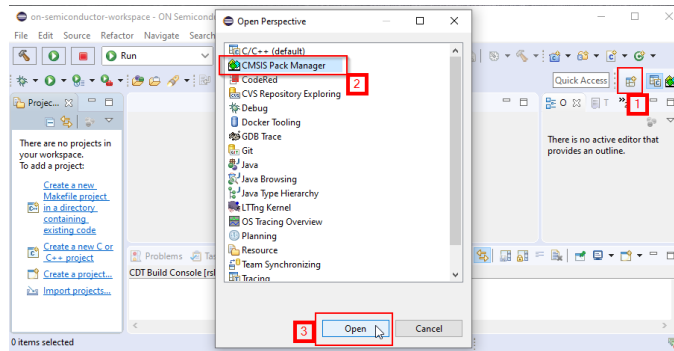 on-semiconductor-workspace - ON Semicond
File Edit Source Refactor Navigate Search
Run
Quick Access
1
Projec...
There are no projects in
your workspace.
To add a project:
Create a new
Makefile project
in a directory
containing
existing code
Create a new C or
C++ project
Create a project...
Import projects...
Open Perspective
C/C++ (default)
CMSIS Pack Manager
2
CodeRed
CVS Repository Exploring
Debug
Docker Tooling
GDB Trace
Git
Java
Java Browsing
Java Type Hierarchy
LTTng Kernel
OS Tracing Overview
Planning
Resource
Team Synchronizing
Tracing
3
Open
Cancel
O
T
There is no active editor that
provides an outline.
Problems
Tas
CDT Build Console [rsl
0 items selected